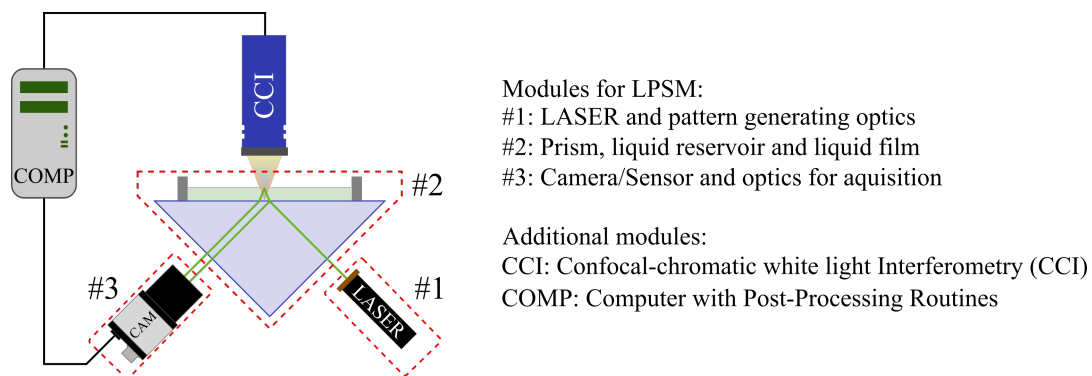 CCI
COMP
#2
#3
CAM
LASER
#1
Modules for LPSM:
#1: LASER and pattern generating optics
#2: Prism, liquid reservoir and liquid film
#3: Camera/Sensor and optics for aquisition
Additional modules:
CCI: Confocal-chromatic white light Interferometry (CCI)
COMP: Computer with Post-Processing Routines